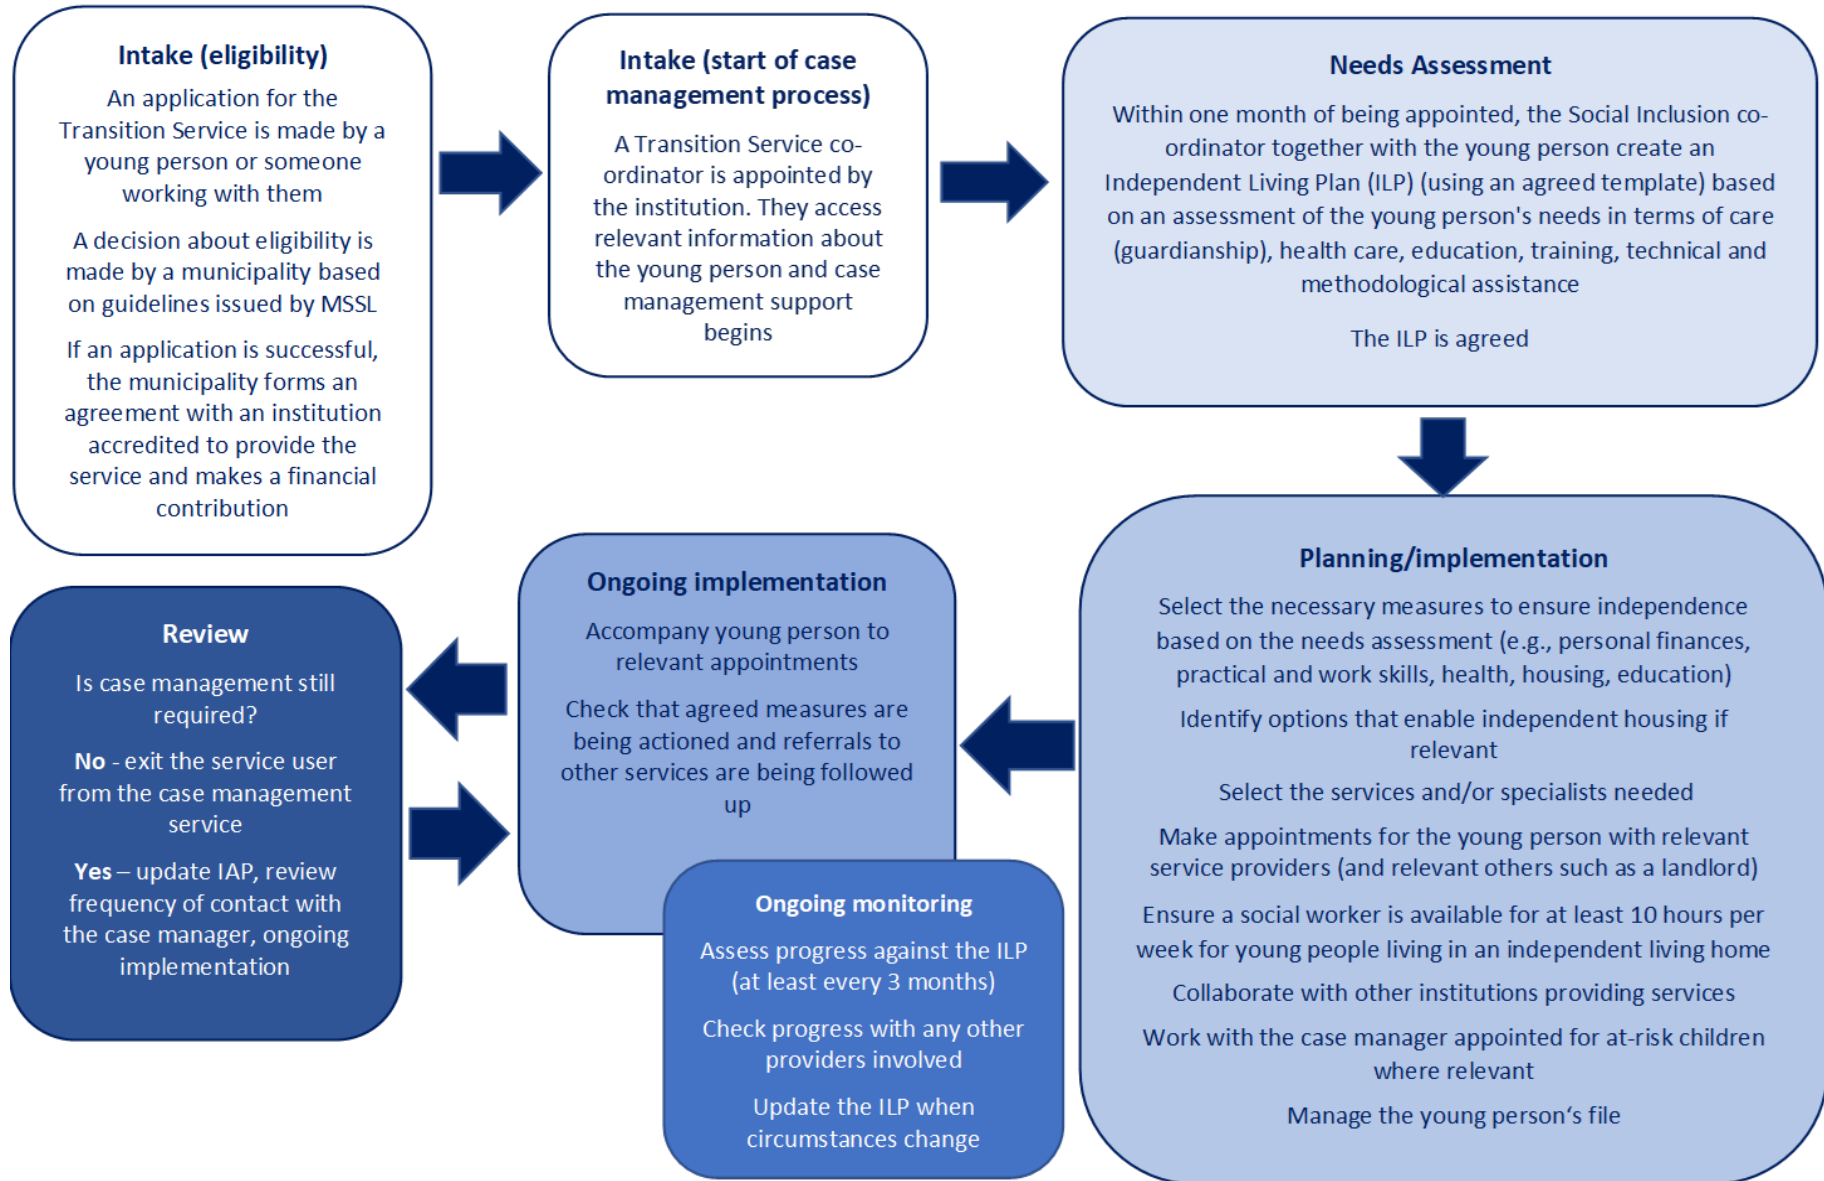 Intake (eligibility)
An application for the
Transition Service is made by a
young person or someone
working with them
A decision about eligibility is
made by a municipality based
on guidelines issued by MSSL
If an application is successful,
the municipality forms an
agreement with an institution
accredited to provide the
service and makes a financial
contribution
Intake (start of case
management process)
A Transition Service co-
ordinator is appointed by
the institution. They access
relevant information about
the young person and case
management support
begins
Needs Assessment
Within one month of being appointed, the Social Inclusion co-
ordinator together with the young person create an
Independent Living Plan (ILP) (using an agreed template) based
on an assessment of the young person's needs in terms of care
(guardianship), health care, education, training, technical and
methodological assistance
The ILP is agreed
Planning/implementation
Select the necessary measures to ensure independence
based on the needs assessment (e.g., personal finances,
practical and work skills, health, housing, education)
Identify options that enable independent housing if
relevant
Select the services and/or specialists needed
Make appointments for the young person with relevant
service providers (and relevant others such as a landlord)
Ensure a social worker is available for at least 10 hours per
week for young people living in an independent living home
Collaborate with other institutions providing services
Work with the case manager appointed for at-risk children
where relevant
Manage the young person‘s file
Ongoing implementation
Accompany young person to
relevant appointments
Check that agreed measures are
being actioned and referrals to
other services are being followed
up
Ongoing monitoring
Assess progress against the ILP
(at least every 3 months)
Check progress with any other
providers involved
Update the ILP when
circumstances change
Review
Is case management still
required?
No - exit the service user
from the case management
service
Yes – update IAP, review
frequency of contact with
the case manager, ongoing
implementation